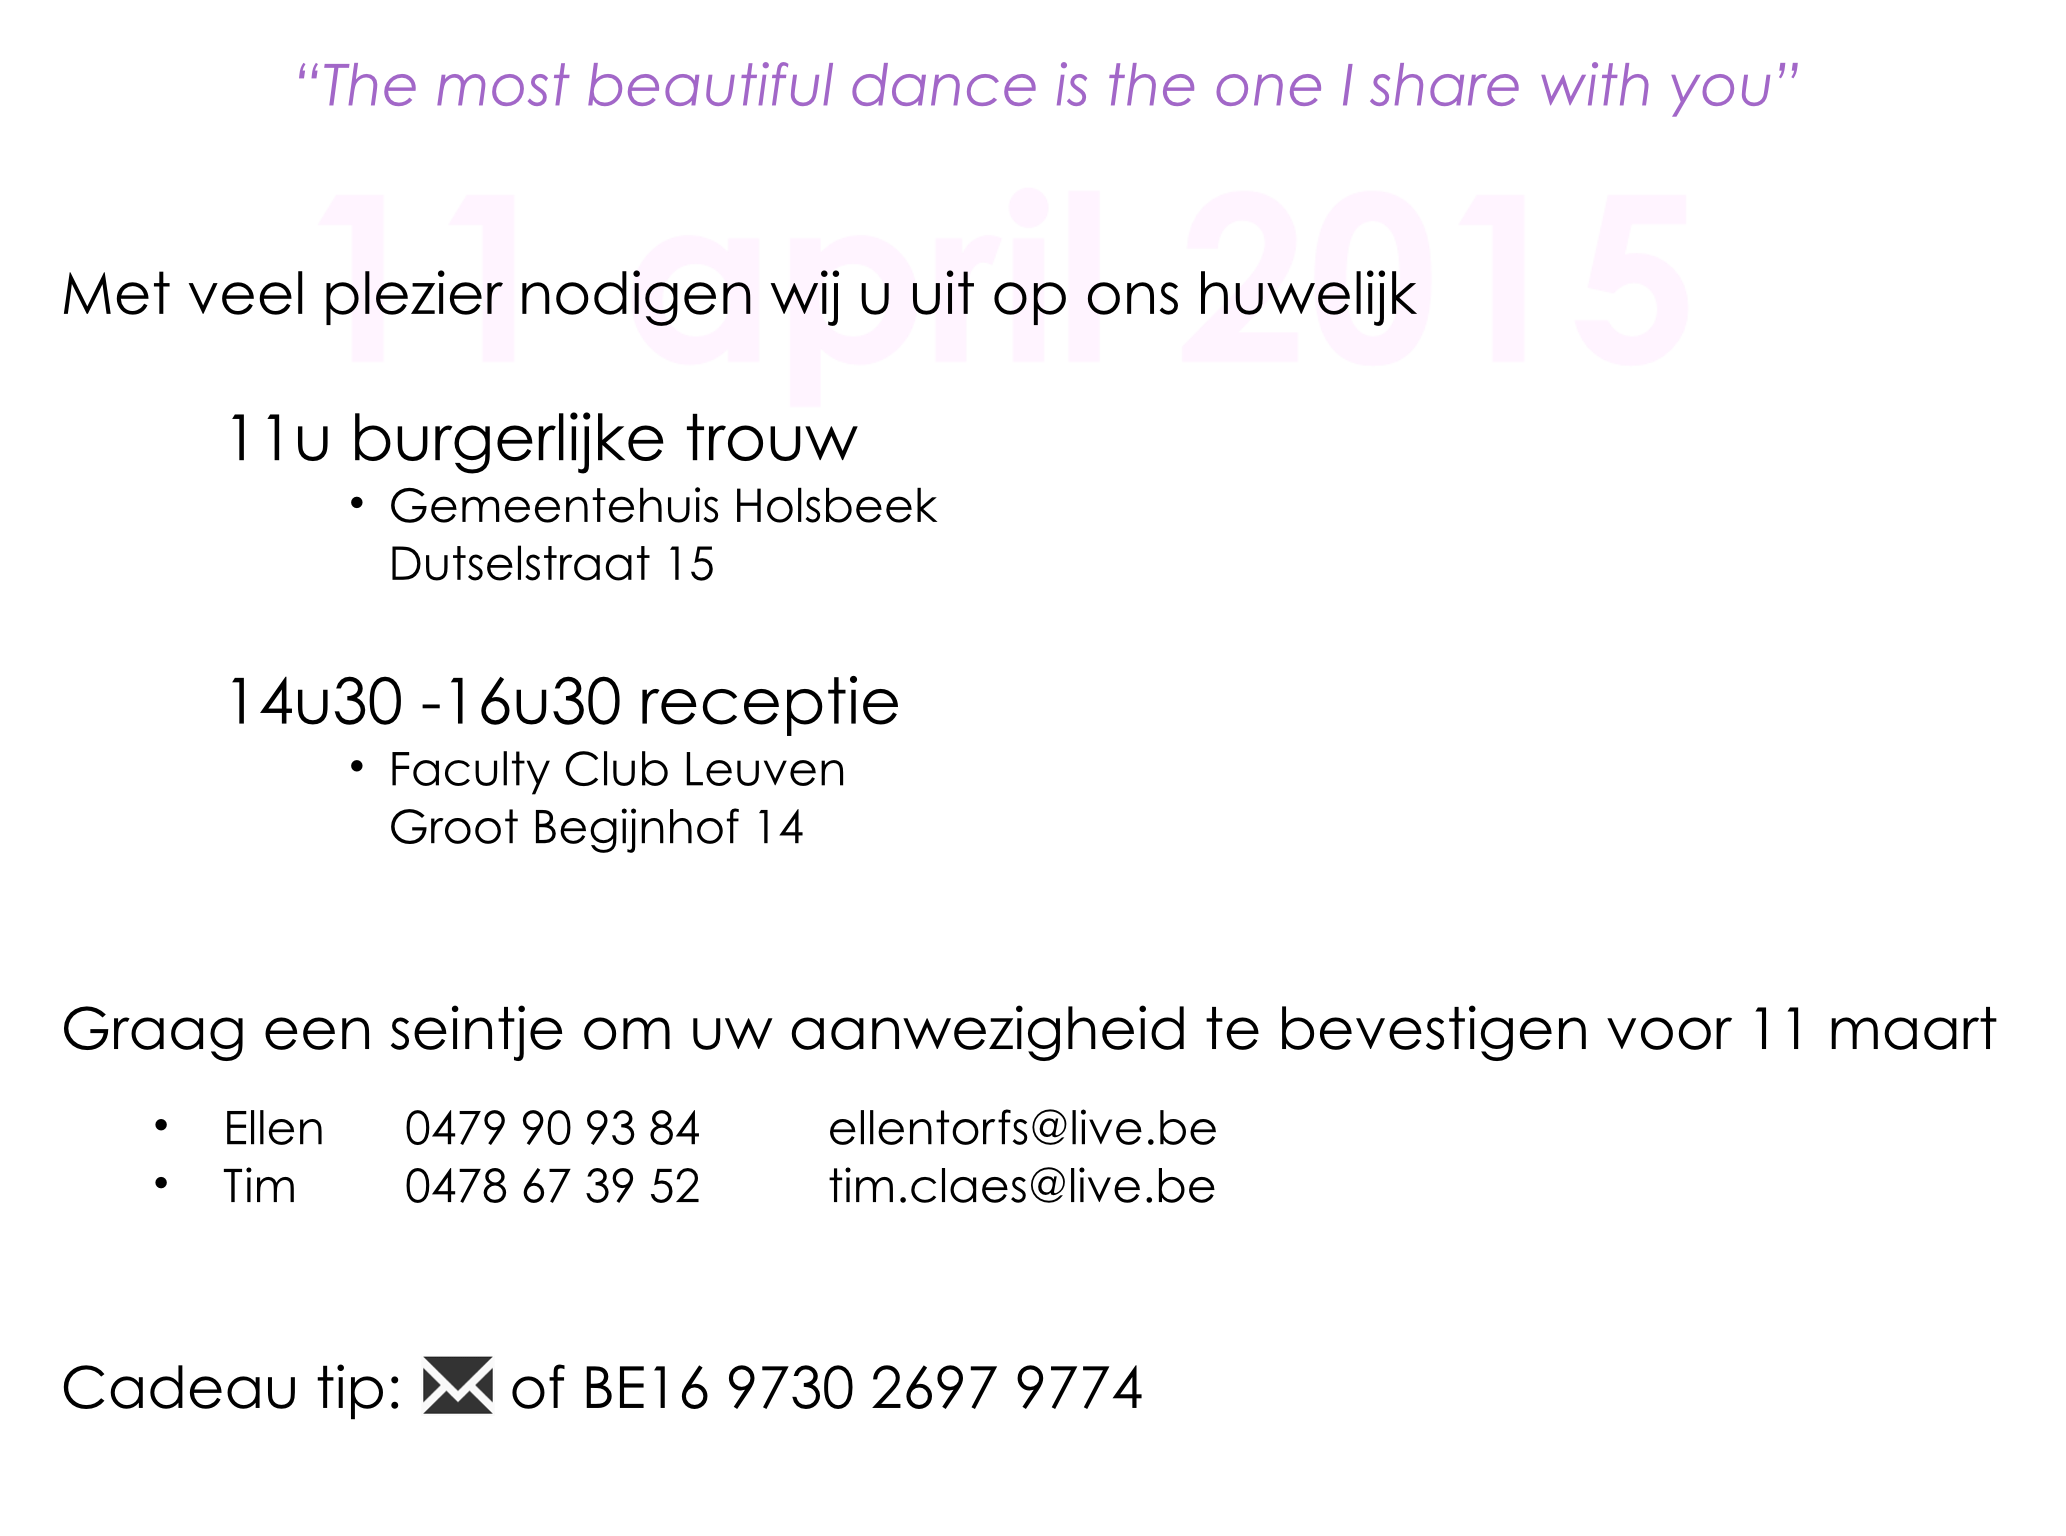 “The most beautiful dance is the one I share with you”
11 april 2015
Met veel plezier nodigen wij u uit op ons huwelijk
11u burgerlijke trouw
• Gemeentehuis Holsbeek
Dutselstraat 15
14u30 -16u30 receptie
• Faculty Club Leuven
Groot Begijnhof 14
Graag een seintje om uw aanwezigheid te bevestigen voor 11 maart
• Ellen 0479 90 93 84 ellentorfs@live.be
• Tim 0478 67 39 52 tim.claes@live.be
Cadeau tip: of BE16 9730 2697 9774